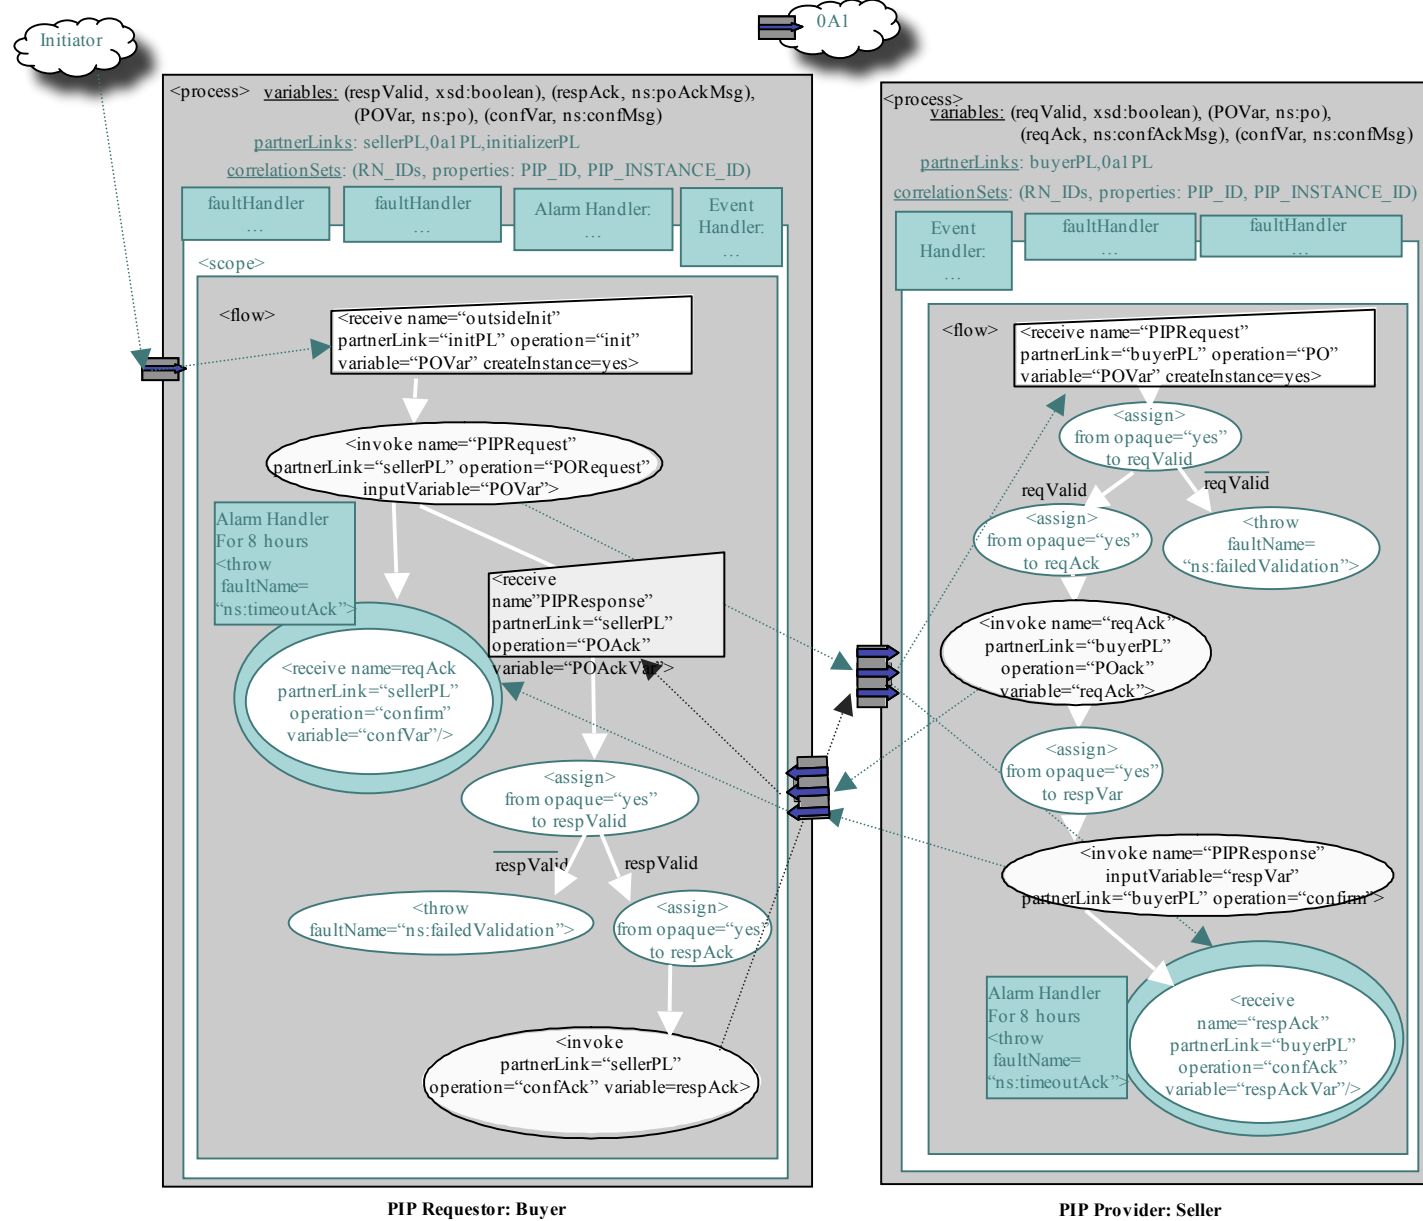 Initiator
0A1
<process> variables: (respValid, xsd:boolean), (respAck, ns:poAckMsg),
(POVar, ns:po), (confVar, ns:confMsg)
partnerLinks: sellerPL,0a1PL,initializerPL
correlationSets: (RN_IDs, properties: PIP_ID, PIP_INSTANCE_ID)
faultHandler
…
faultHandler
…
Alarm Handler:
…
Event
Handler:
…
<scope>
<flow>
<receive name=“outsideInit”
partnerLink=“initPL” operation=“init”
variable=“POVar” createInstance=yes>
<invoke name=“PIPRequest”
partnerLink=“sellerPL” operation=“PORequest”
inputVariable=“POVar”>
Alarm Handler
For 8 hours
<throw
faultName=
“ns:timeoutAck”>
<receive name=reqAck
partnerLink=“sellerPL”
operation=“confirm”
variable=“confVar”/>
<receive
name”PIPResponse”
partnerLink=“sellerPL”
operation=“POAck”
variable=“POAckVar”>
<assign>
from opaque=“yes”
to respValid
respValid
respValid
<throw
faultName=“ns:failedValidation”>
<assign>
from opaque=“yes”
to respAck
<invoke
partnerLink=“sellerPL”
operation=“confAck” variable=respAck>
PIP Requestor: Buyer
<process>
variables: (reqValid, xsd:boolean), (POVar, ns:po),
(reqAck, ns:confAckMsg), (confVar, ns:confMsg)
partnerLinks: buyerPL,0a1PL
correlationSets: (RN_IDs, properties: PIP_ID, PIP_INSTANCE_ID)
Event
Handler:
…
faultHandler
…
faultHandler
…
<flow>
<receive name=“PIPRequest”
partnerLink=“buyerPL” operation=“PO”
variable=“POVar” createInstance=yes>
<assign>
from opaque=“yes”
to reqValid
reqValid
reqValid
<assign>
from opaque=“yes”
to reqAck
<throw
faultName=
“ns:failedValidation”>
<invoke name=“reqAck”
partnerLink=“buyerPL”
operation=“POack”
variable=“reqAck”>
<assign>
from opaque=“yes”
to respVar
<invoke name=“PIPResponse”
inputVariable=“respVar”
partnerLink=“buyerPL” operation=“confirm”>
Alarm Handler
For 8 hours
<throw
faultName=
“ns:timeoutAck”>
<receive
name=“respAck”
partnerLink=“buyerPL”
operation=“confAck”
variable=“respAckVar”/>
PIP Provider: Seller